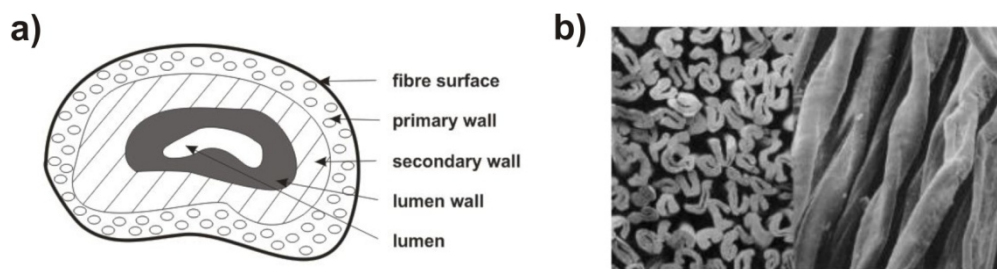 a)
fibre surface
primary wall
secondary wall
lumen wall
lumen
b)